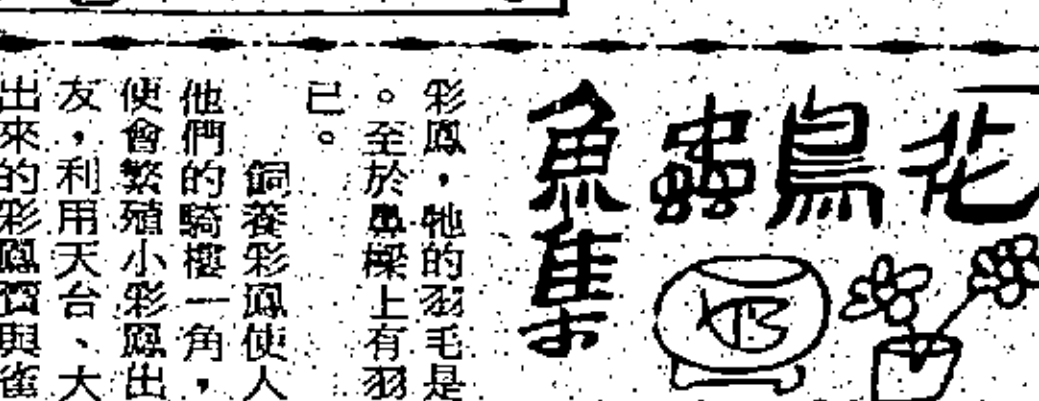 花鳥蟲魚集
彩鳳，牠的羽毛是
。至於鼻樑上有羽
已。
飼養彩鳳使人
他們的騎樓一角，
便會繁殖小彩鳳出
友，利用天台、大
出來的彩鳳賣與雀